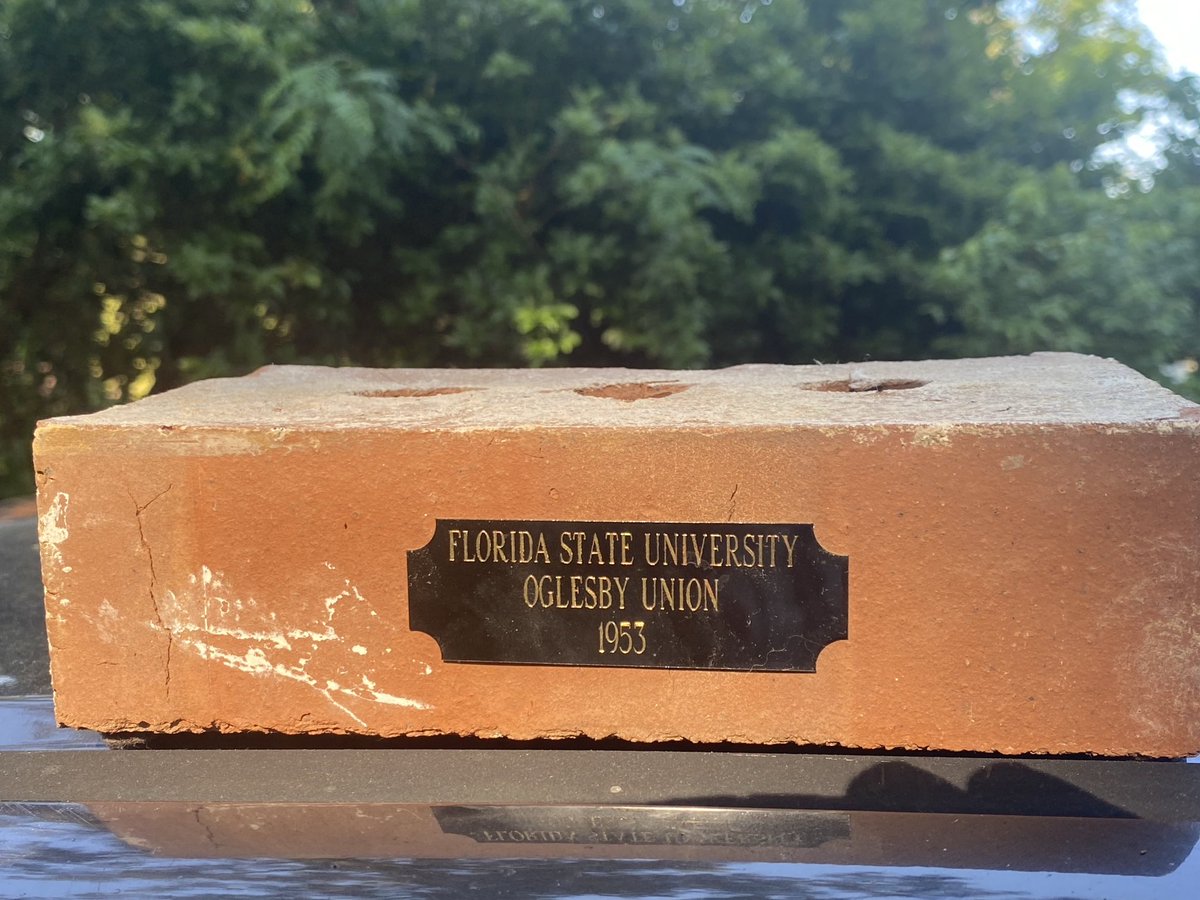 FLORIDA STATE UNIVERSITY
OGLESBY UNION
1953